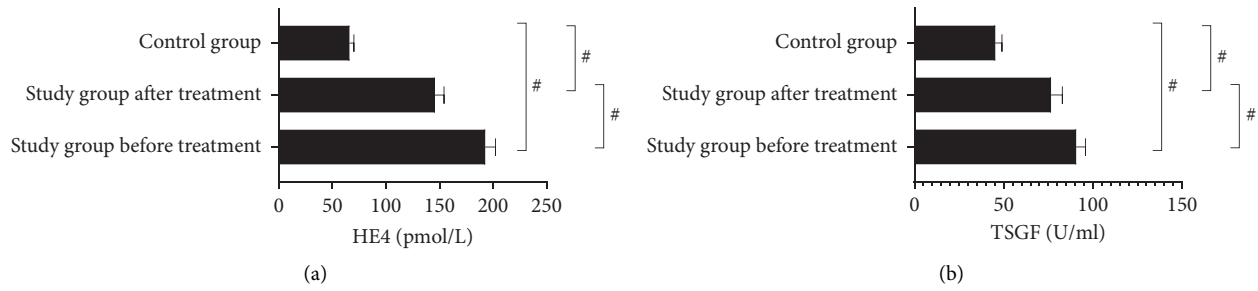 Control group
Study group after treatment
Study group before treatment
#
#
#
0 50 100 150 200 250
HE4 (pmol/L)
(a)
Control group
Study group after treatment
Study group before treatment
#
#
#
0 50 100 150
TSGF (U/ml)
(b)